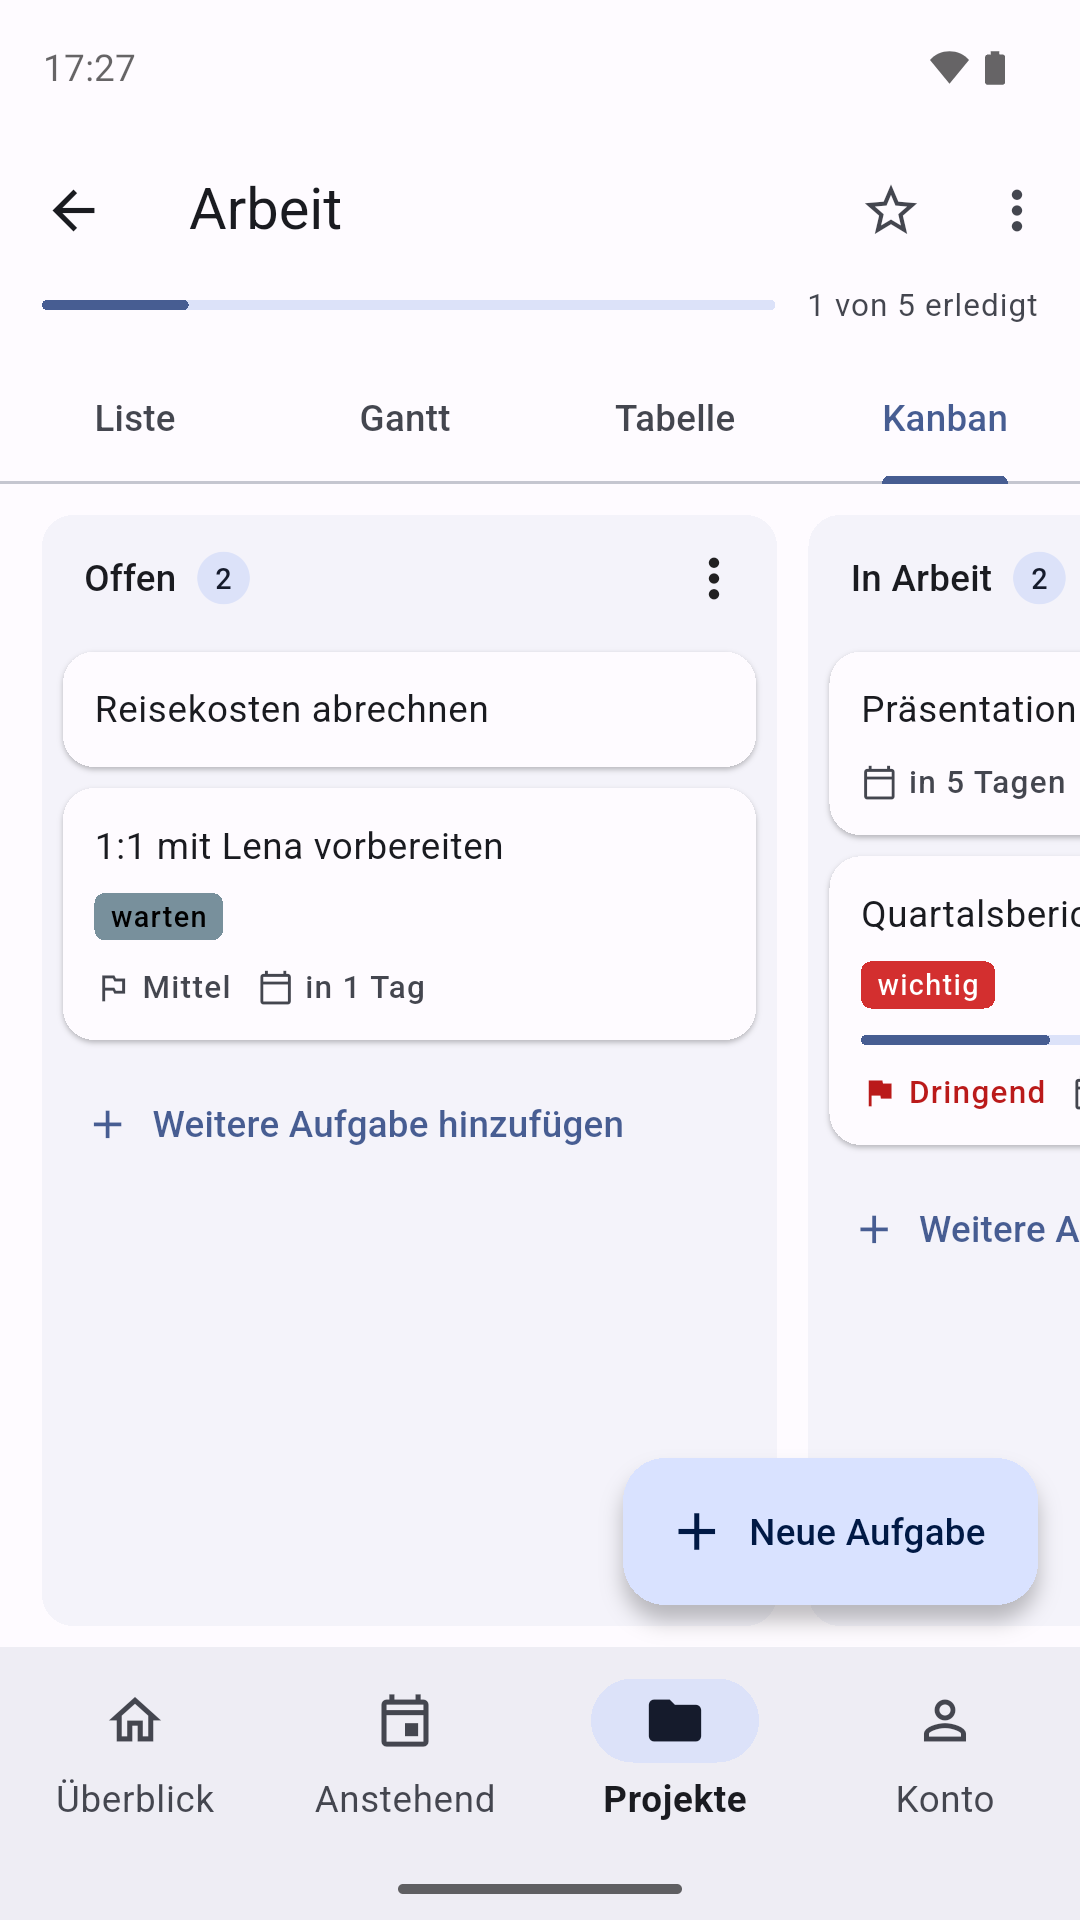 17:27
Arbeit
1 von 5 erledigt
Liste
Gantt
Tabelle
Kanban
Offen 2
Reisekosten abrechnen
1:1 mit Lena vorbereiten
warten
Mittel in 1 Tag
Weitere Aufgabe hinzufügen
In Arbeit 2
Präsentation
in 5 Tagen
wichtig
Dringend
Weitere
Neue Aufgabe
Überblick
Anstehend
Projekte
Konto